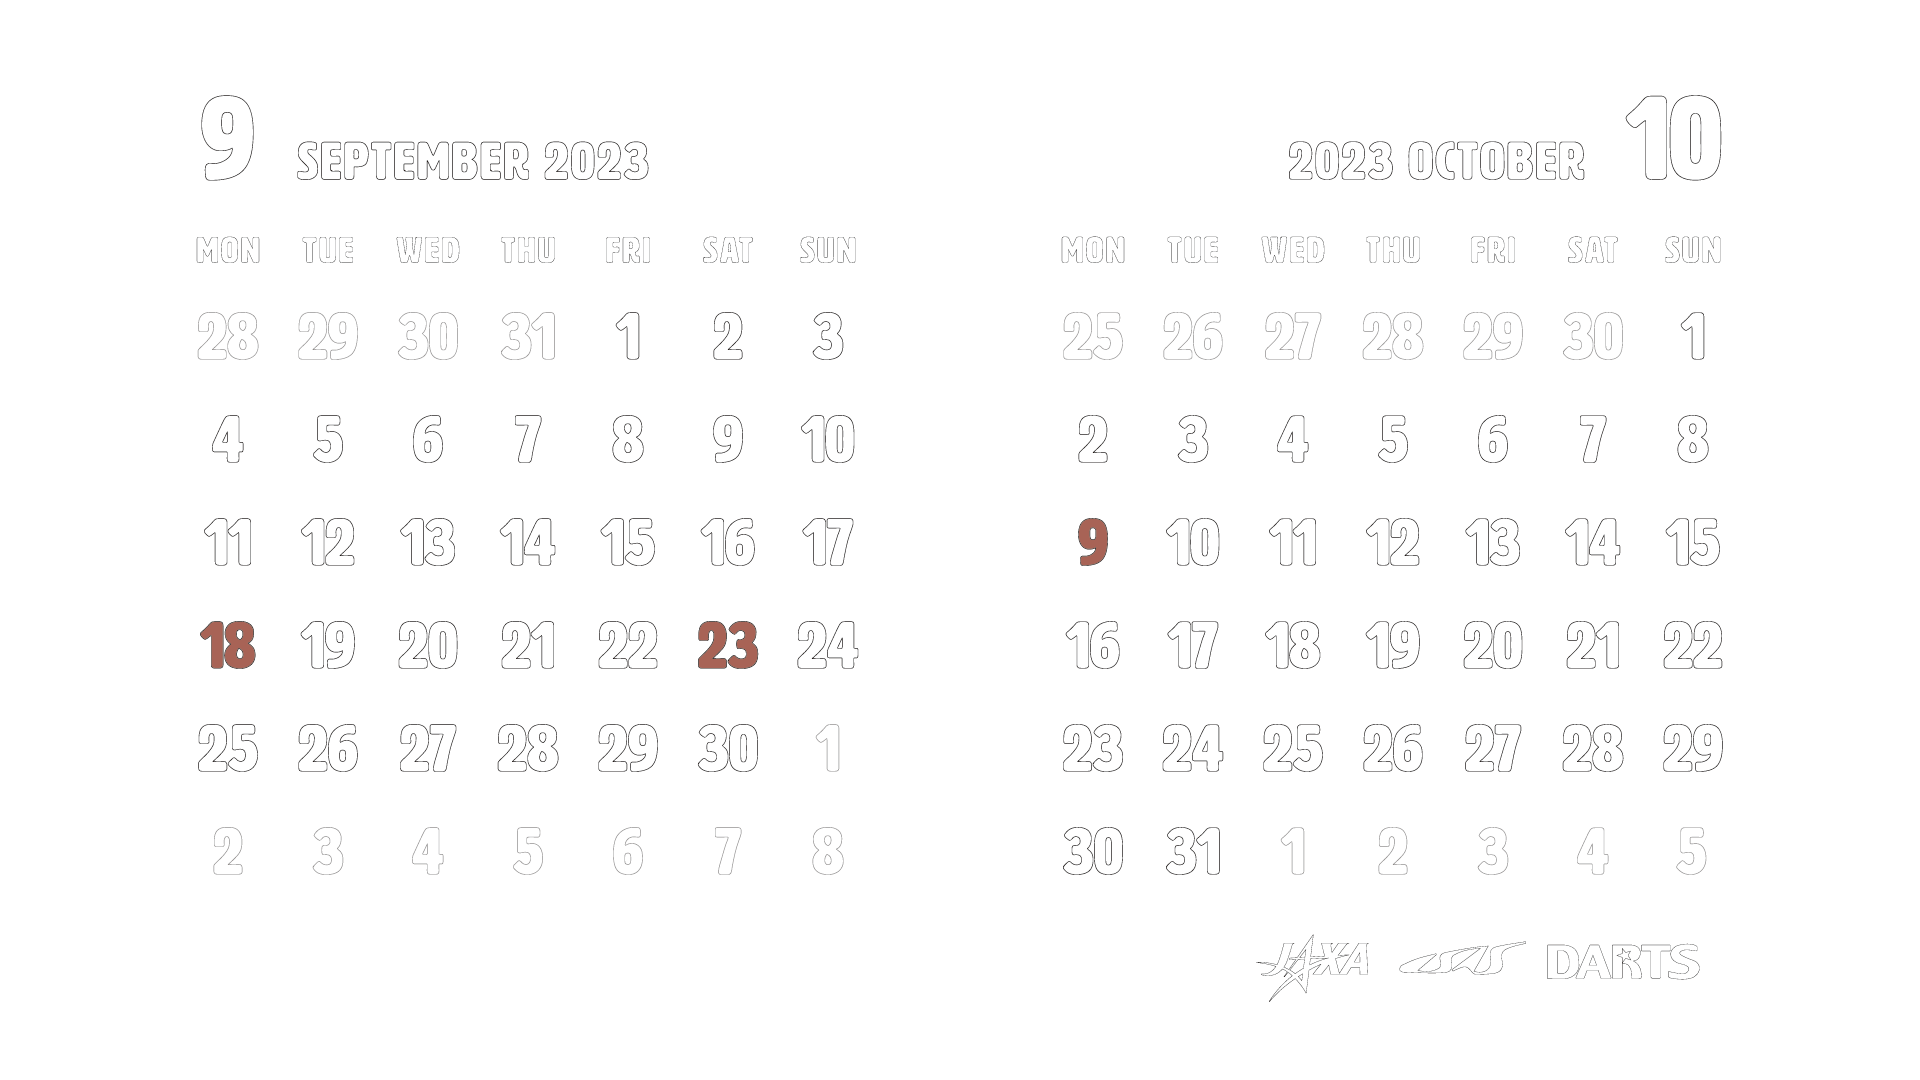 9 SEPTEMBER 2023
MON TUE WED THU FRI SAT SUN
28 29 30 31 1 2 3
4 5 6 7 8 9 10
11 12 13 14 15 16 17
18 19 20 21 22 23 24
25 26 27 28 29 30 1
2 3 4 5 6 7 8
2023 OCTOBER 10
MON TUE WED THU FRI SAT SUN
25 26 27 28 29 30 1
2 3 4 5 6 7 8
9 10 11 12 13 14 15
16 17 18 19 20 21 22
23 24 25 26 27 28 29
30 31 1 2 3 4 5
JAXA ISAS DARTS